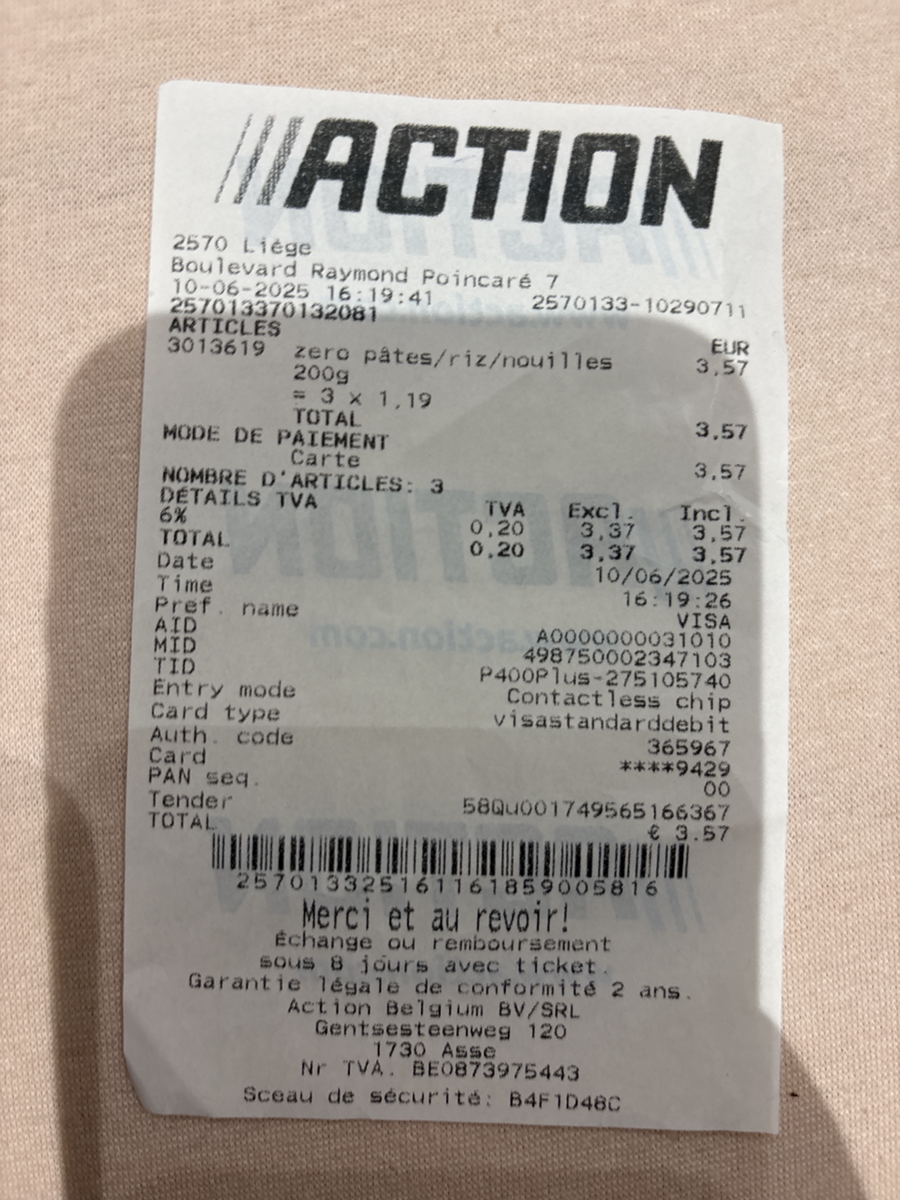 ACTION
2570 Liège
Boulevard Raymond Poincaré 7
10-06-2025 16:19:41 2570133-10290711
257013370132081
ARTICLES EUR
3013619 zero pâtes/riz/nouilles 3,57
200g
= 3 x 1,19
TOTAL 3,57
MODE DE PAIEMENT
Carte 3,57
NOMBRE D'ARTICLES: 3
DÉTAILS TVA TVA Excl. Incl.
6% 0,20 3,37 3,57
TOTAL 0,20 3,37 3,57
Date 10/06/2025
Time 16:19:26
Pref. name VISA
AID A0000000031010
MID 498750002347103
TID P400Plus-275105740
Entry mode Contactless chip
Card type visastandarddebit
Auth. code 365967
Card ****9429
PAN seq. 00
Tender 58Qu001749565166367
TOTAL € 3.57
257013325161161859005816
Merci et au revoir!
Échange ou remboursement
sous 8 jours avec ticket.
Garantie légale de conformité 2 ans.
Action Belgium BV/SRL
Gentsesteenweg 120
1730 Asse
Nr TVA. BE0873975443
Sceau de sécurité: B4F1D48C